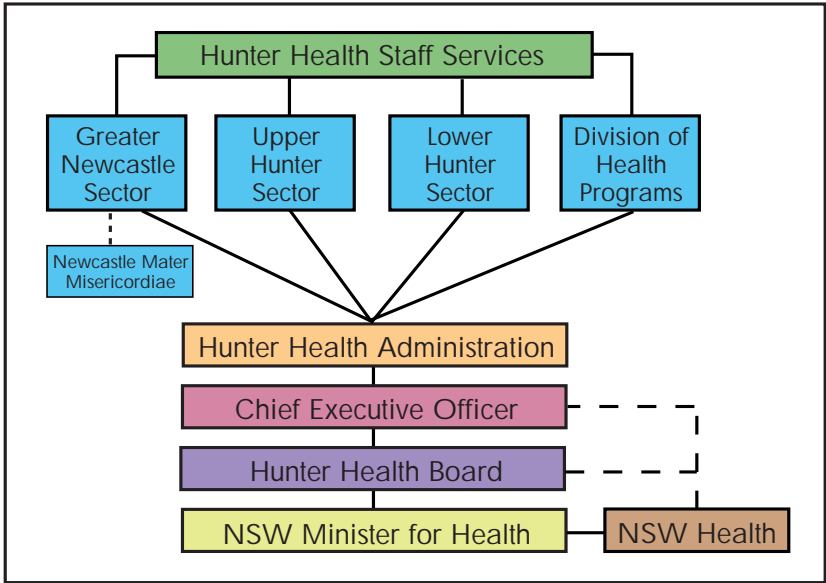 Hunter Health Staff Services
Greater
Newcastle
Sector
Upper
Hunter
Sector
Lower
Hunter
Sector
Division of
Health
Programs
Newcastle Mater
Misericordiae
Hunter Health Administration
Chief Executive Officer
Hunter Health Board
NSW Minister for Health
NSW Health